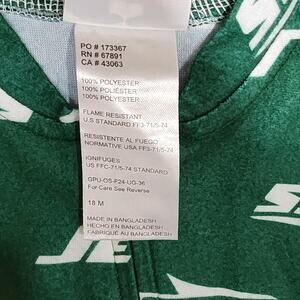 PO # 173367
RN # 67891
CA # 43063
100% POLYESTER
100% POLIÉSTER
100% POLYESTER
FLAME RESISTANT
U.S STANDARD FF3-71/5-74
RESISTENTE AL FUEGO
NORMATIVE USA FF3-71/5-74
IGNIFUGES
US FFC-71/5-74 STANDARD
GPU-OS-F24-UG-36
For Care See Reverse
18 M
MADE IN BANGLADESH
HECHO EN BANGLADESH
FABRIQUÉ AU BANGLADESH